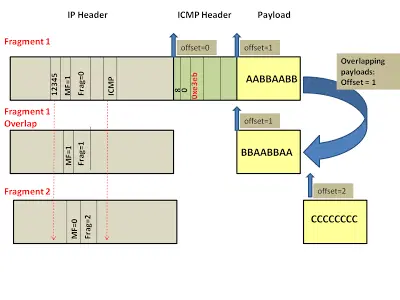 IP Header
ICMP Header
Payload
Fragment 1
offset=0
offset=1
12345
MF=1
Frag=0
ICMP
8
0
0xe3eb
AABBAABB
Overlapping
payloads:
Offset = 1
Fragment 1
Overlap
offset=1
MF=1
Frag=1
BBAABBAA
Fragment 2
offset=2
MF=0
Frag=2
CCCCCCCC